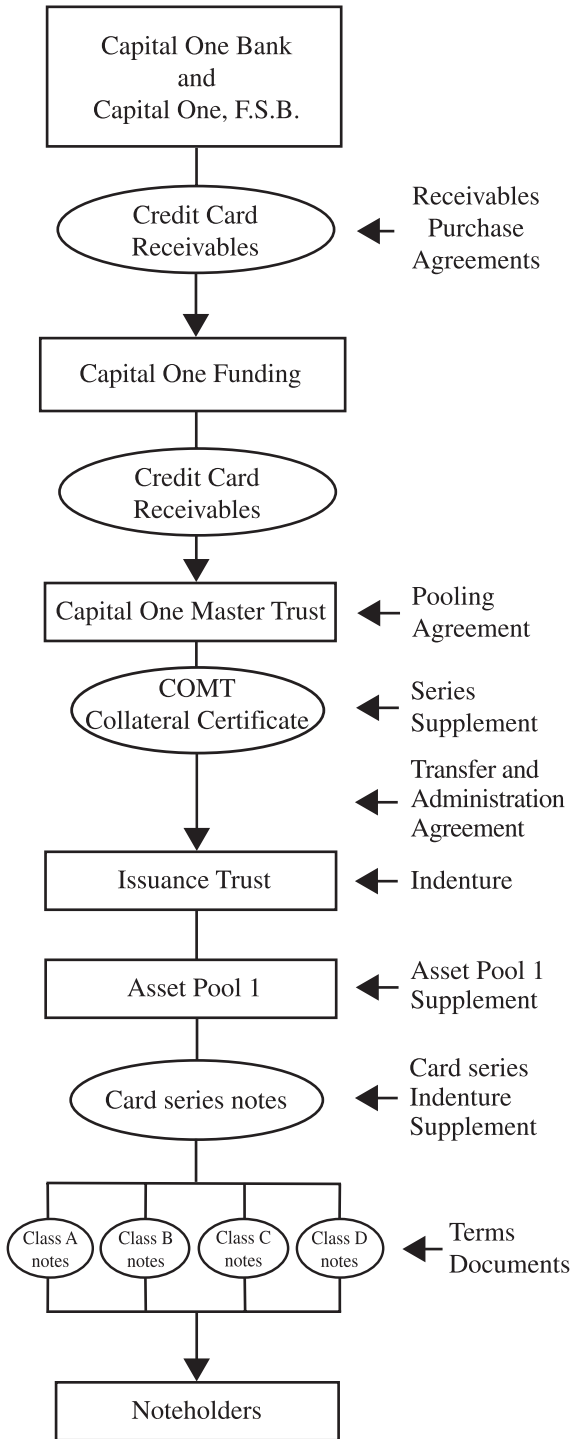 Capital One Bank
and
Capital One, F.S.B.
Credit Card
Receivables
Receivables
Purchase
Agreements
Capital One Funding
Credit Card
Receivables
Capital One Master Trust
Pooling
Agreement
COMT
Collateral Certificate
Series
Supplement
Transfer and
Administration
Agreement
Issuance Trust
Indenture
Asset Pool 1
Asset Pool 1
Supplement
Card series notes
Card series
Indenture
Supplement
Class A
notes
Class B
notes
Class C
notes
Class D
notes
Terms
Documents
Noteholders